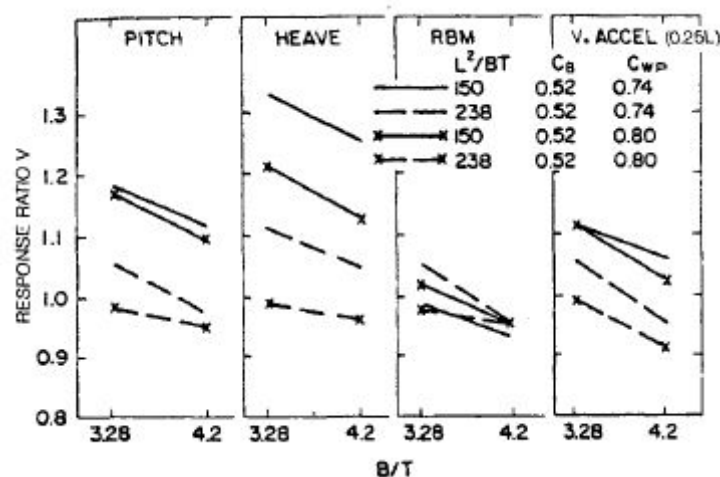 PITCH HEAVE RBM V. ACCEL (0.25L)
L²/BT C_B C_WP
150 0.52 0.74
238 0.52 0.74
150 0.52 0.80
238 0.52 0.80
RESPONSE RATIO V
1.3
1.2
1.1
1.0
0.9
0.8
3.28 4.2 3.28 4.2 3.28 4.2 3.28 4.2
B/T